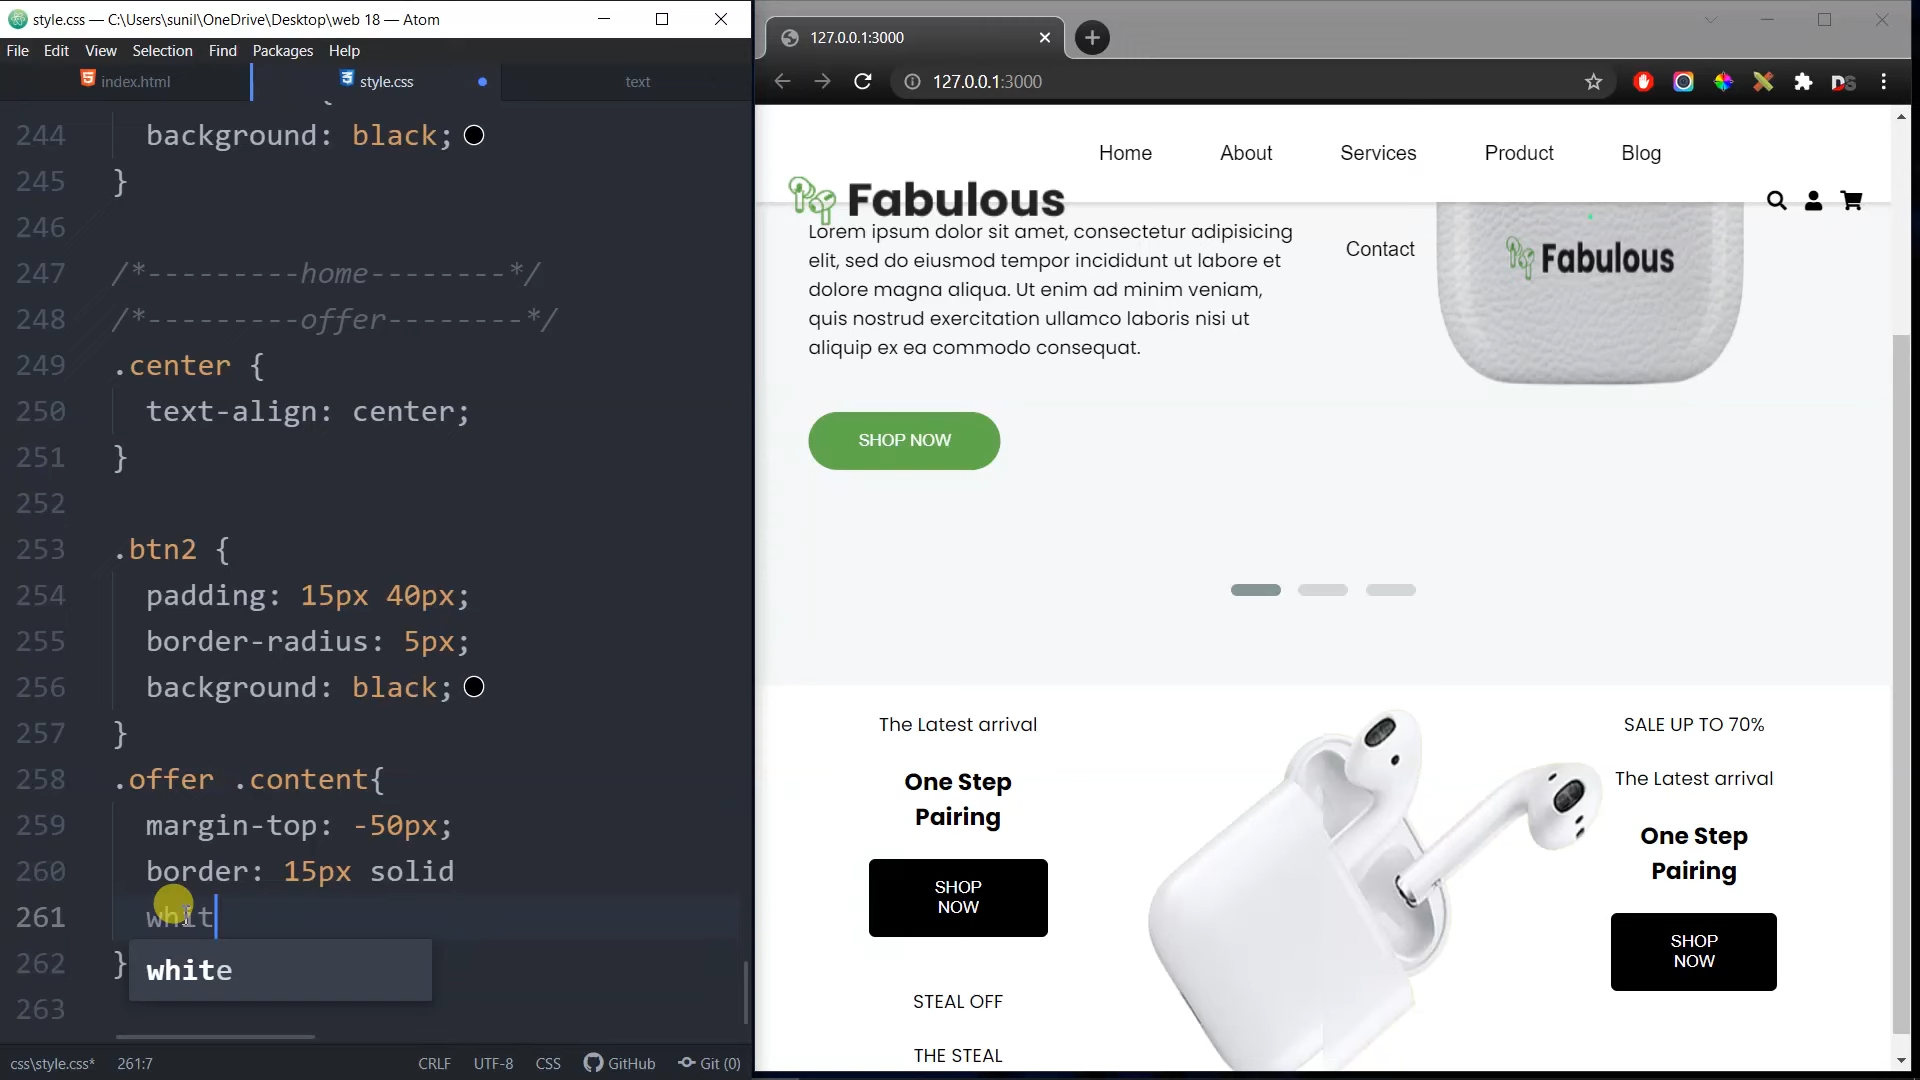 style.css — C:\Users\sunil\OneDrive\Desktop\web 18 — Atom
File Edit View Selection Find Packages Help
index.html style.css text
244 background: black;
245 }
246
247 /*---------home--------*/
248 /*---------offer--------*/
249 .center {
250 text-align: center;
251 }
252
253 .btn2 {
254 padding: 15px 40px;
255 border-radius: 5px;
256 background: black;
257 }
258 .offer .content{
259 margin-top: -50px;
260 border: 15px solid
261 whit
white
262 }
263
css\style.css* 261:7 CRLF UTF-8 CSS GitHub Git (0)
127.0.0.1:3000
127.0.0.1:3000
DS
Home About Services Product Blog
Fabulous
Contact
Lorem ipsum dolor sit amet, consectetur adipisicing
elit, sed do eiusmod tempor incididunt ut labore et
dolore magna aliqua. Ut enim ad minim veniam,
quis nostrud exercitation ullamco laboris nisi ut
aliquip ex ea commodo consequat.
SHOP NOW
Fabulous
The Latest arrival
One Step
Pairing
SHOP
NOW
STEAL OFF
THE STEAL
SALE UP TO 70%
The Latest arrival
One Step
Pairing
SHOP
NOW